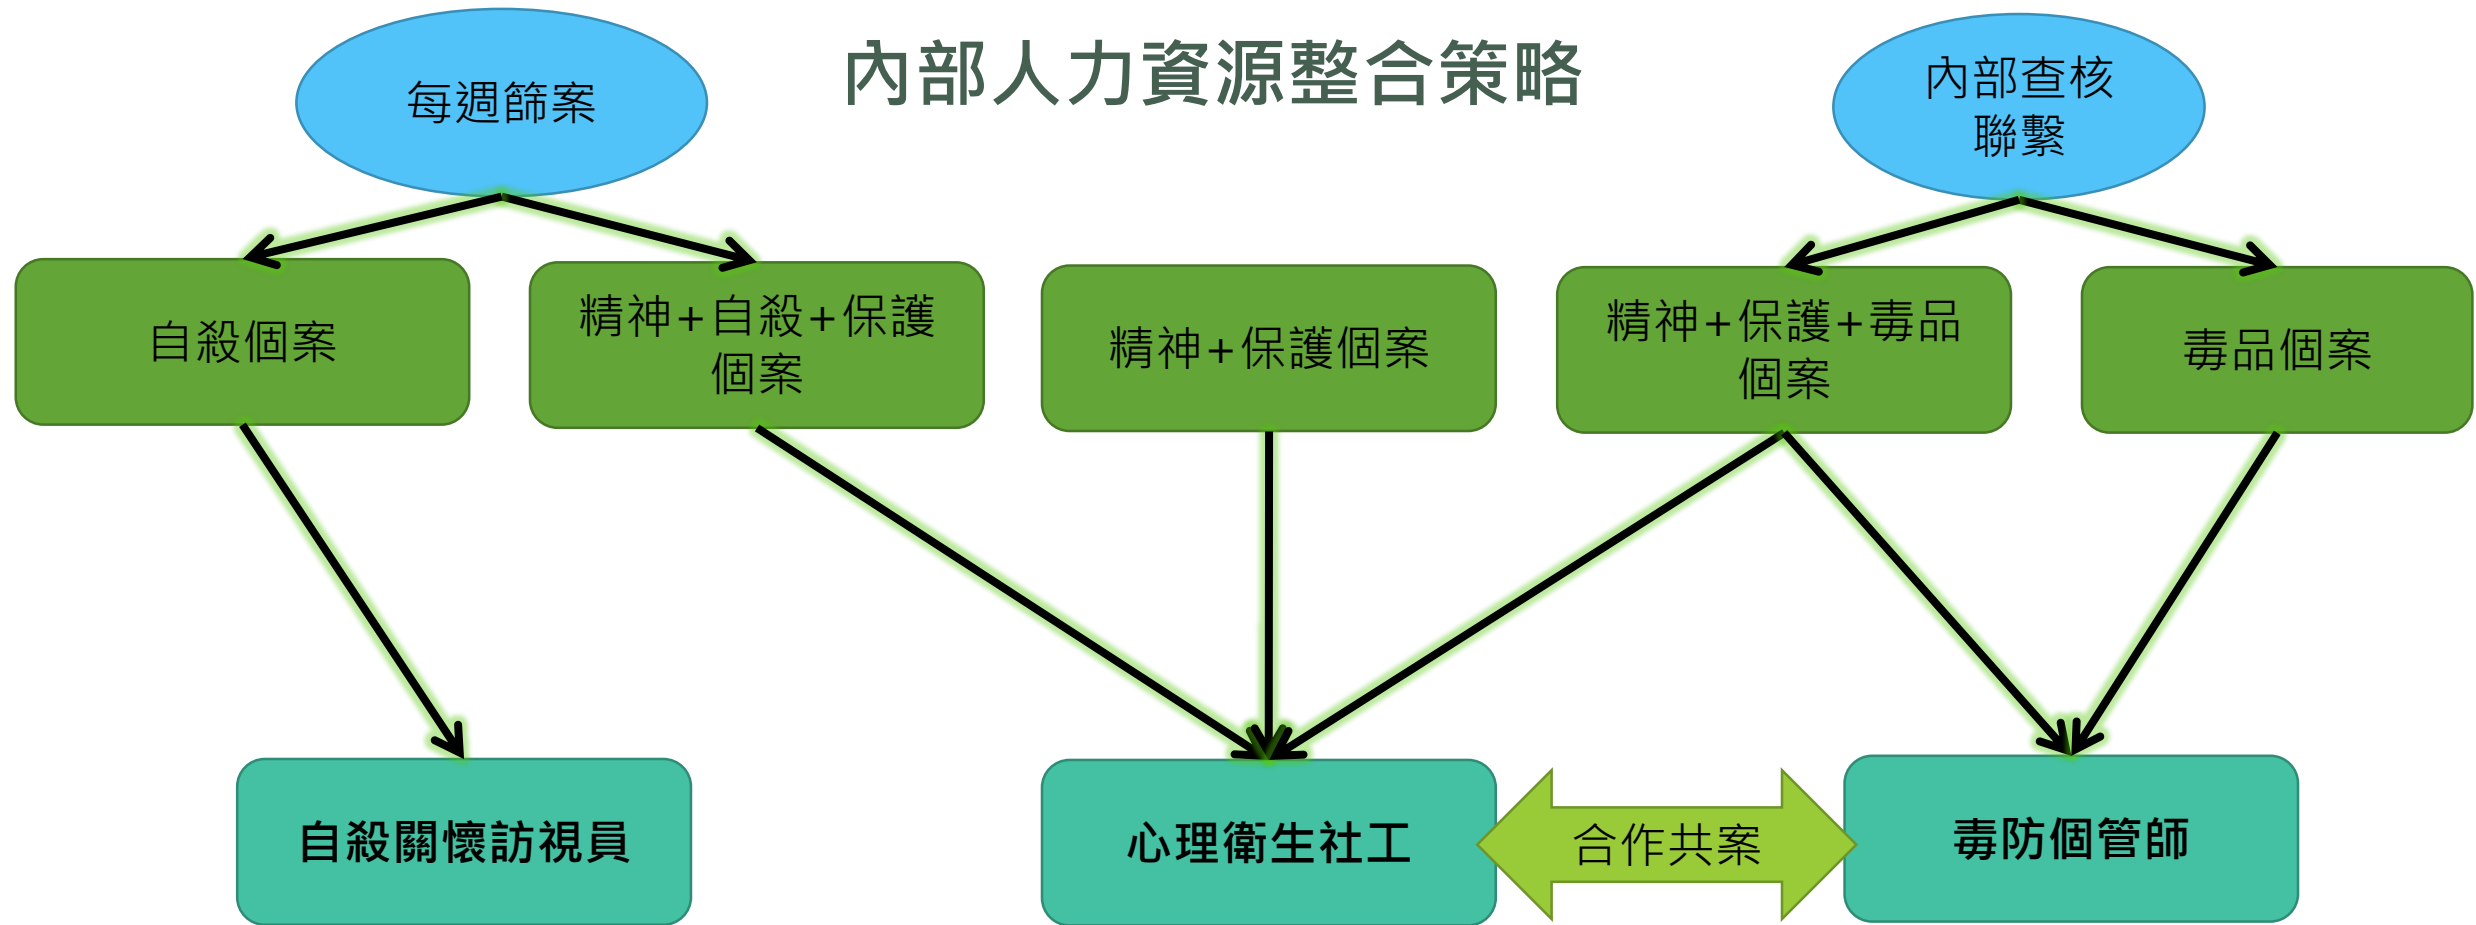 內部人力資源整合策略
每週篩案
內部查核
聯繫
自殺個案
精神+自殺+保護
個案
精神+保護個案
精神+保護+毒品
個案
毒品個案
自殺關懷訪視員
心理衛生社工
合作共案
毒防個管師